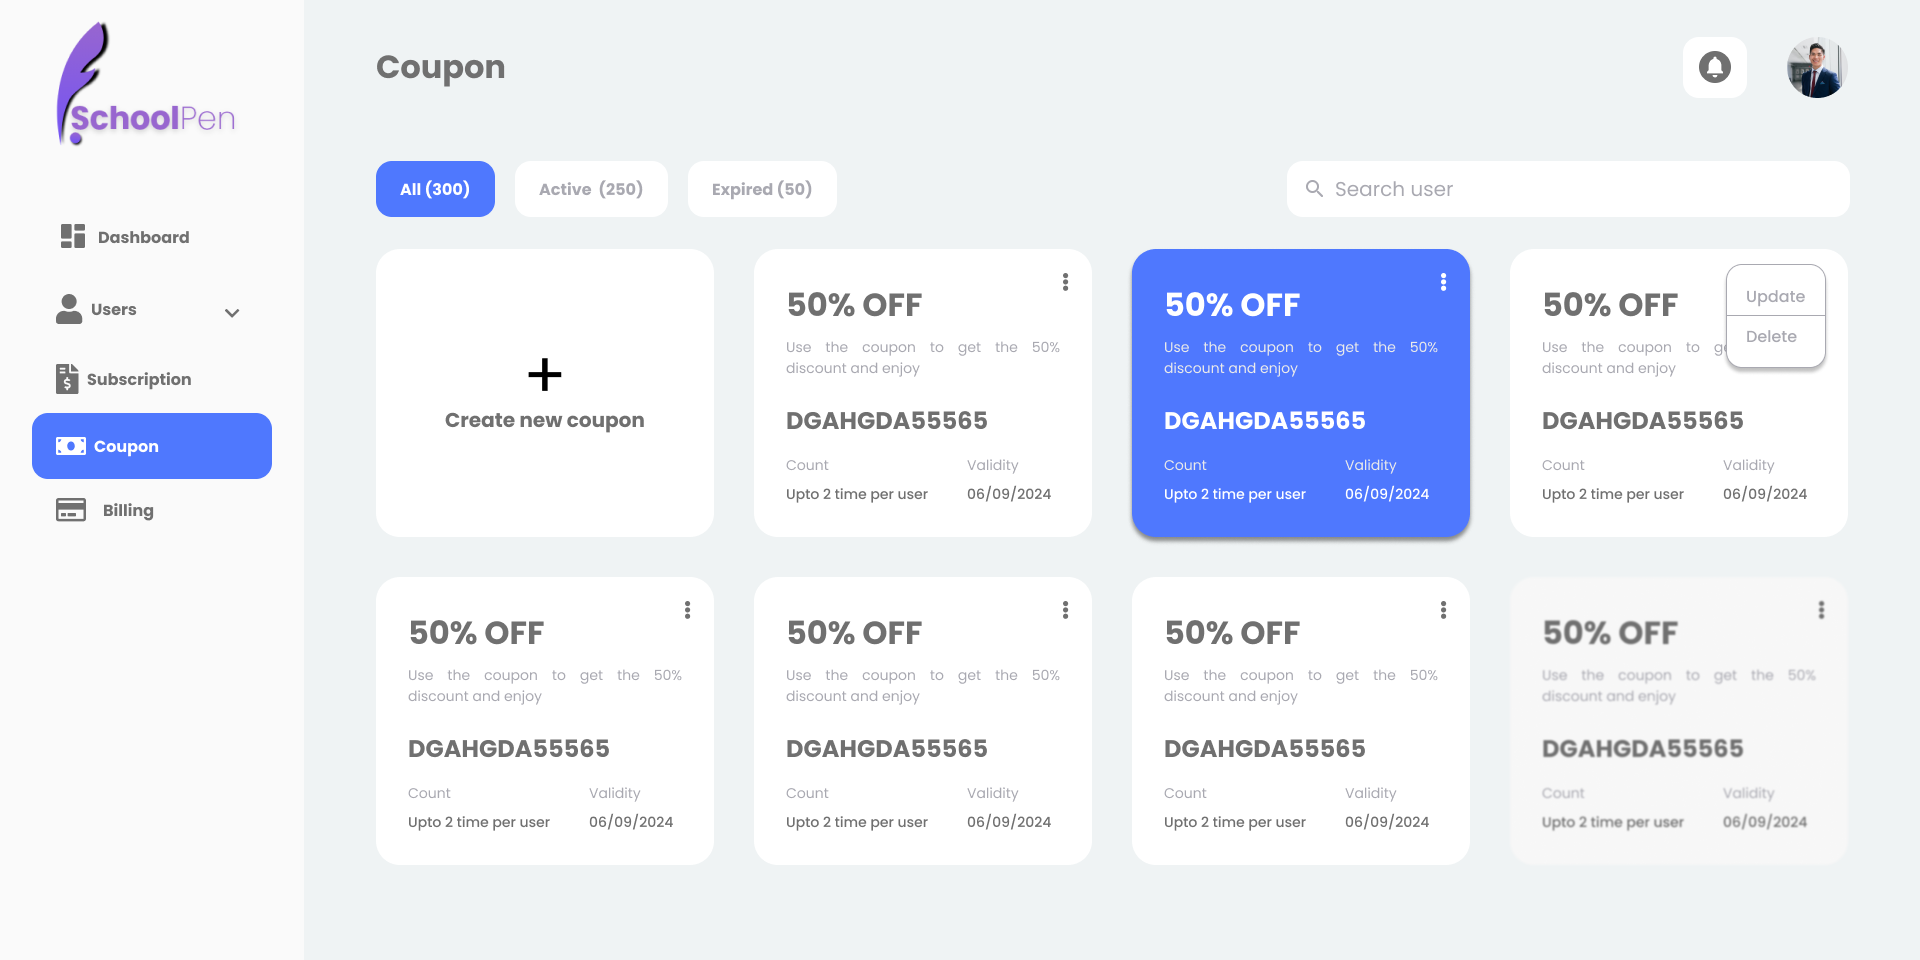 SchoolPen
Dashboard
Users
Subscription
Coupon
Billing
Coupon
All (300)
Active (250)
Expired (50)
Search user
Create new coupon
50% OFF
Use the coupon to get the 50%
discount and enjoy
DGAHGDA55565
Count Validity
Upto 2 time per user 06/09/2024
50% OFF
Use the coupon to get the 50%
discount and enjoy
DGAHGDA55565
Count Validity
Upto 2 time per user 06/09/2024
50% OFF
Update
Delete
Use the coupon to
discount and enjoy
DGAHGDA55565
Count Validity
Upto 2 time per user 06/09/2024
50% OFF
Use the coupon to get the 50%
discount and enjoy
DGAHGDA55565
Count Validity
Upto 2 time per user 06/09/2024
50% OFF
Use the coupon to get the 50%
discount and enjoy
DGAHGDA55565
Count Validity
Upto 2 time per user 06/09/2024
50% OFF
Use the coupon to get the 50%
discount and enjoy
DGAHGDA55565
Count Validity
Upto 2 time per user 06/09/2024
50% OFF
Use the coupon to get the 50%
discount and enjoy
DGAHGDA55565
Count Validity
Upto 2 time per user 06/09/2024